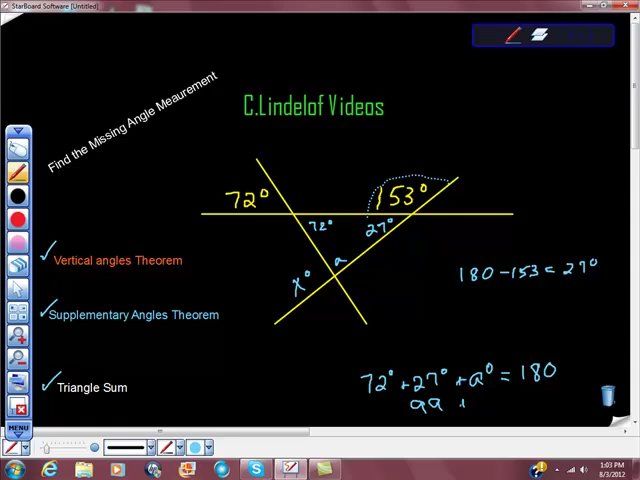 StarBoard Software [Untitled]
Find the Missing Angle Meaurement
C.Lindelof Videos
72° 153°
72° 27°
a
x°
Vertical angles Theorem
180 - 153 = 27°
Supplementary Angles Theorem
72° + 27° + a° = 180
99 +
Triangle Sum
MENU
1:03 PM
8/3/2012